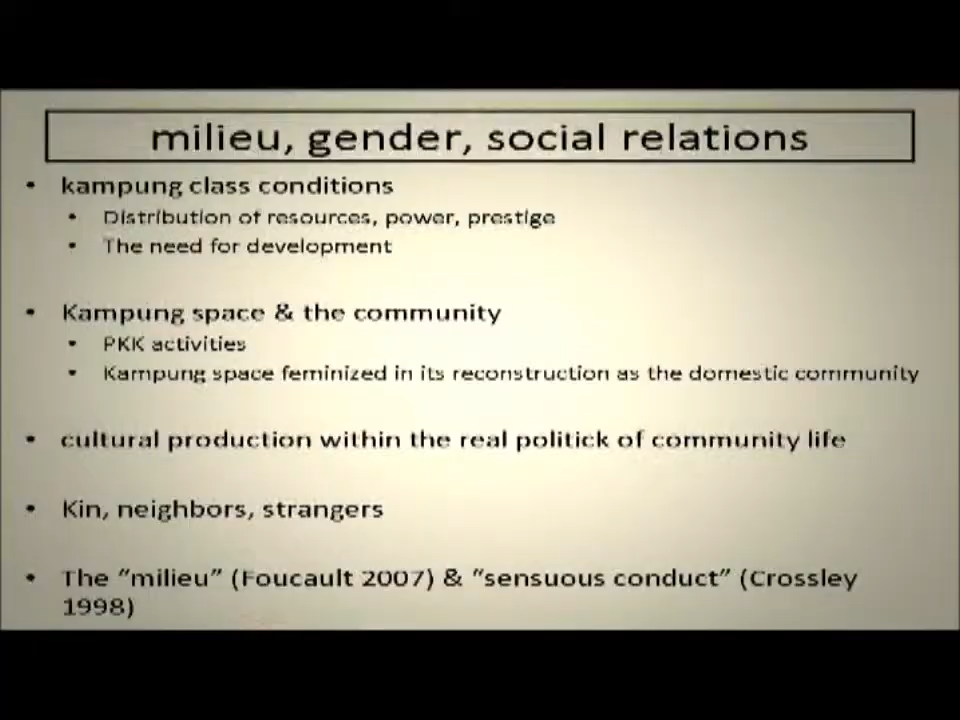 milieu, gender, social relations
• kampung class conditions
• Distribution of resources, power, prestige
• The need for development
• Kampung space & the community
• PKK activities
• Kampung space feminized in its reconstruction as the domestic community
• cultural production within the real politick of community life
• Kin, neighbors, strangers
• The “milieu” (Foucault 2007) & “sensuous conduct” (Crossley
1998)